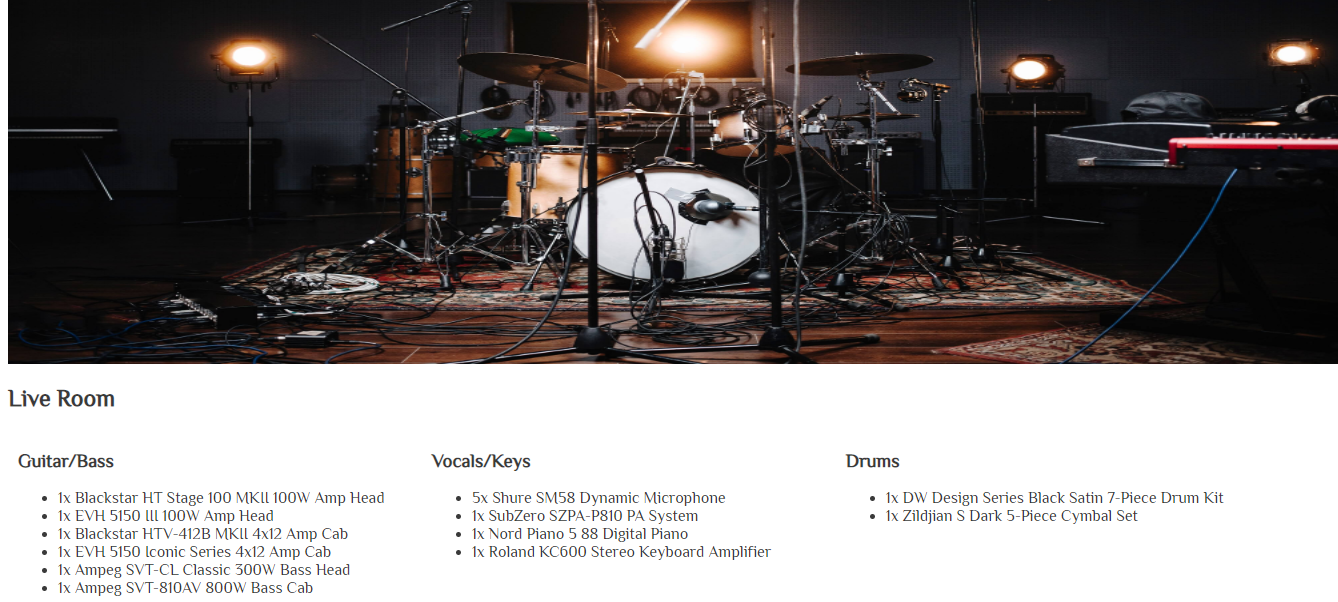 Live Room
Guitar/Bass
1x Blackstar HT Stage 100 MKll 100W Amp Head
1x EVH 5150 lll 100W Amp Head
1x Blackstar HTV-412B MKll 4x12 Amp Cab
1x EVH 5150 lconic Series 4x12 Amp Cab
1x Ampeg SVT-CL Classic 300W Bass Head
1x Ampeg SVT-810AV 800W Bass Cab
Vocals/Keys
5x Shure SM58 Dynamic Microphone
1x SubZero SZPA-P810 PA System
1x Nord Piano 5 88 Digital Piano
1x Roland KC600 Stereo Keyboard Amplifier
Drums
1x DW Design Series Black Satin 7-Piece Drum Kit
1x Zildjian S Dark 5-Piece Cymbal Set